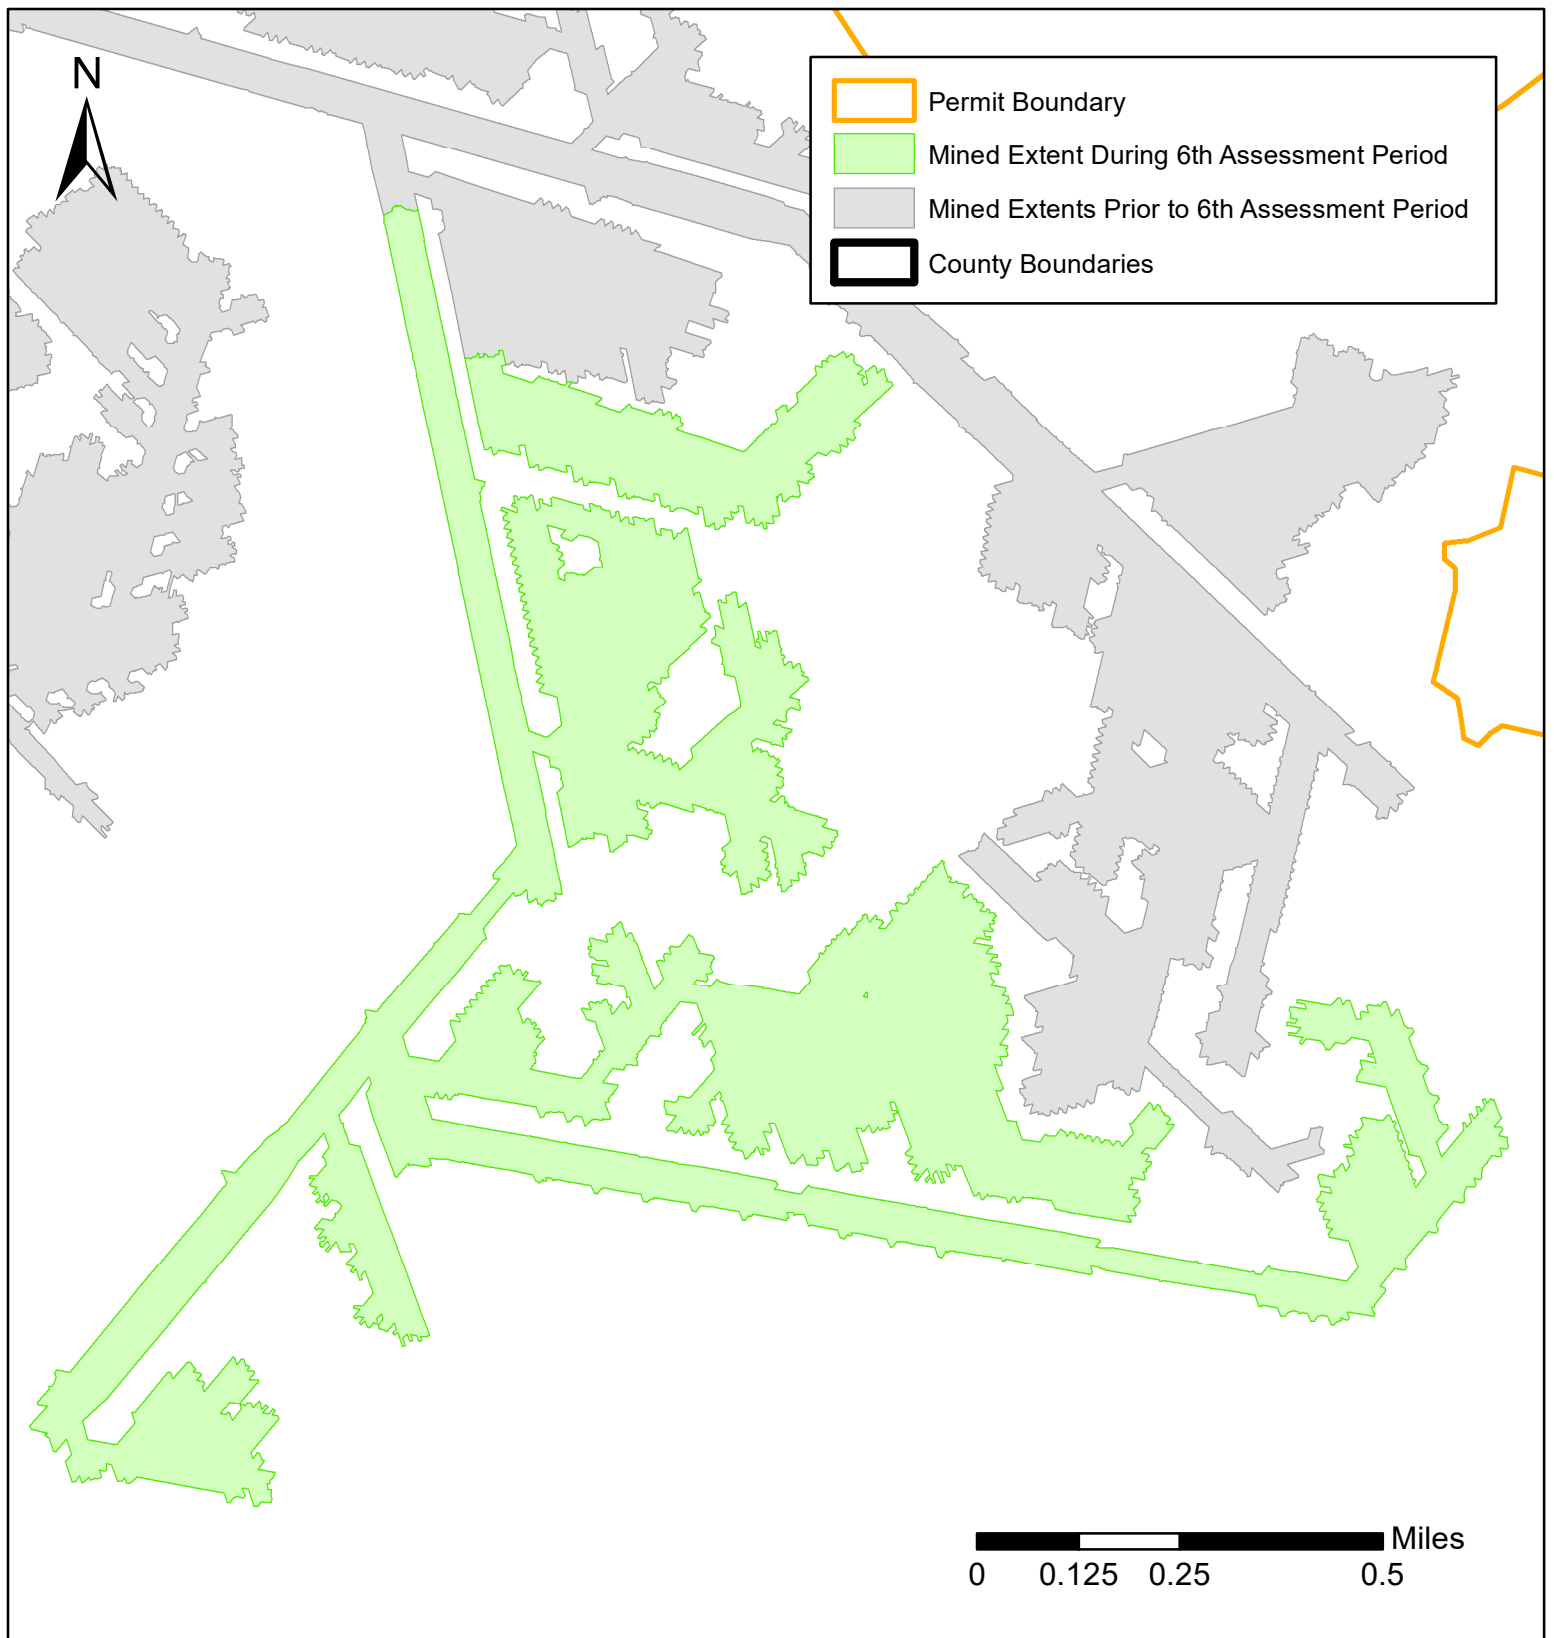 N
Permit Boundary
Mined Extent During 6th Assessment Period
Mined Extents Prior to 6th Assessment Period
County Boundaries
Miles
0 0.125 0.25 0.5